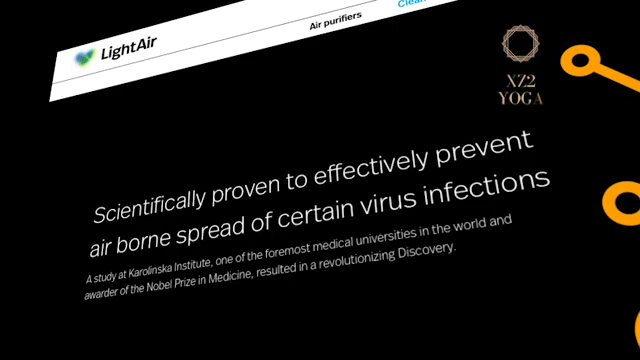 LightAir
Air purifiers
Clean
XZ2
YOGA
Scientifically proven to effectively prevent
air borne spread of certain virus infections
A study at Karolinska Institute, one of the foremost medical universities in the world and
awarder of the Nobel Prize in Medicine, resulted in a revolutionizing Discovery.